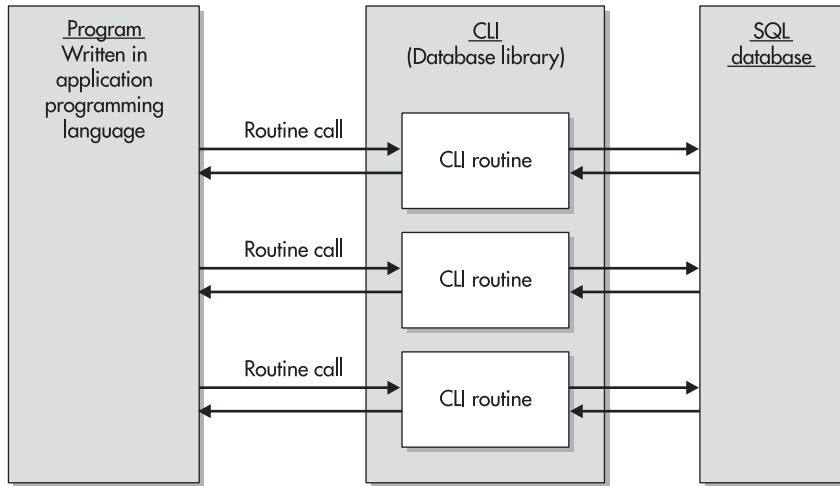 Program
Written in
application
programming
language
CLI
(Database library)
SQL
database
Routine call
CLI routine
Routine call
CLI routine
Routine call
CLI routine